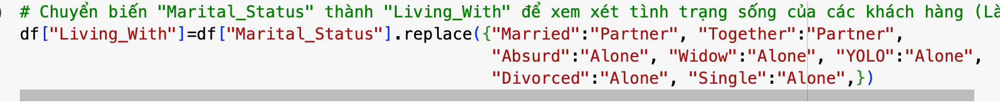 # Chuyển biến "Marital_Status" thành "Living_With" để xem xét tình trạng sống của các khách hàng (Là
df["Living_With"]=df["Marital_Status"].replace({"Married":"Partner", "Together":"Partner",
"Absurd":"Alone", "Widow":"Alone", "YOLO":"Alone",
"Divorced":"Alone", "Single":"Alone",})